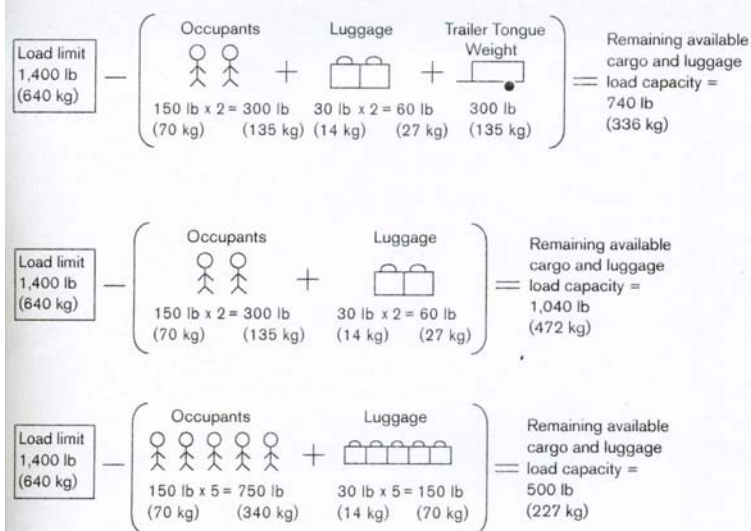 Occupants
Luggage
Trailer Tongue
Weight
Load limit
1,400 lb
(640 kg)
150 lb x 2 = 300 lb
(70 kg) (135 kg)
30 lb x 2 = 60 lb
(14 kg) (27 kg)
300 lb
(135 kg)
Remaining available
cargo and luggage
load capacity =
740 lb
(336 kg)
Occupants
Luggage
Load limit
1,400 lb
(640 kg)
150 lb x 2 = 300 lb
(70 kg) (135 kg)
30 lb x 2 = 60 lb
(14 kg) (27 kg)
Remaining available
cargo and luggage
load capacity =
1,040 lb
(472 kg)
Occupants
Luggage
Load limit
1,400 lb
(640 kg)
150 lb x 5 = 750 lb
(70 kg) (340 kg)
30 lb x 5 = 150 lb
(14 kg) (70 kg)
Remaining available
cargo and luggage
load capacity =
500 lb
(227 kg)